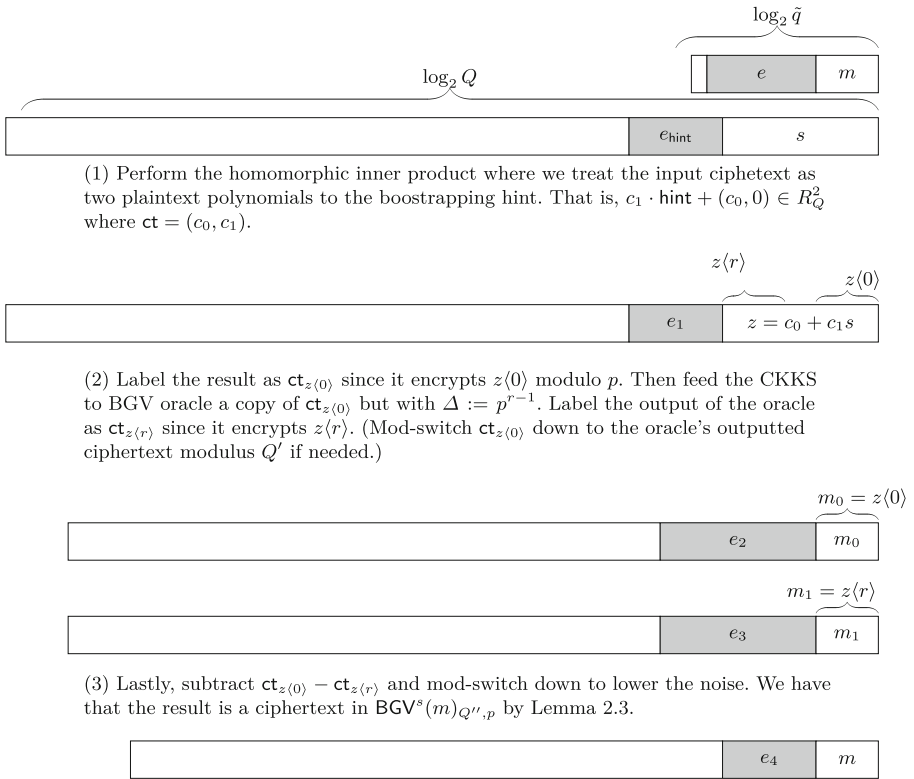 log₂ q̃
e m
log₂ Q
e_hint s
(1) Perform the homomorphic inner product where we treat the input ciphetext as
two plaintext polynomials to the boostrapping hint. That is, c₁ · hint + (c₀, 0) ∈ R²_Q
where ct = (c₀, c₁).
z⟨r⟩
z⟨0⟩
e₁ z = c₀ + c₁s
(2) Label the result as ct_z⟨0⟩ since it encrypts z⟨0⟩ modulo p. Then feed the CKKS
to BGV oracle a copy of ct_z⟨0⟩ but with Δ := p^{r−1}. Label the output of the oracle
as ct_z⟨r⟩ since it encrypts z⟨r⟩. (Mod-switch ct_z⟨0⟩ down to the oracle's outputted
ciphertext modulus Q′ if needed.)
m₀ = z⟨0⟩
e₂ m₀
m₁ = z⟨r⟩
e₃ m₁
(3) Lastly, subtract ct_z⟨0⟩ − ct_z⟨r⟩ and mod-switch down to lower the noise. We have
that the result is a ciphertext in BGV^s(m)_{Q″,p} by Lemma 2.3.
e₄ m